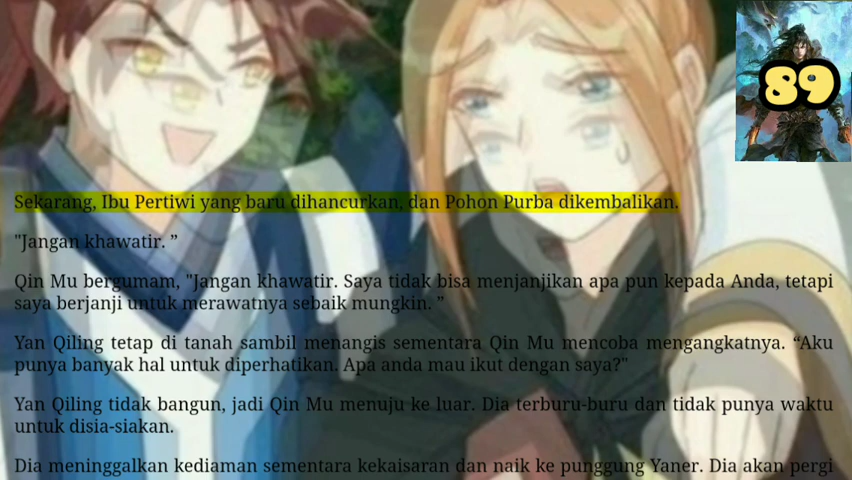 89
Sekarang, Ibu Pertiwi yang baru dihancurkan, dan Pohon Purba dikembalikan.
"Jangan khawatir. ”
Qin Mu bergumam, "Jangan khawatir. Saya tidak bisa menjanjikan apa pun kepada Anda, tetapi
saya berjanji untuk merawatnya sebaik mungkin. ”
Yan Qiling tetap di tanah sambil menangis sementara Qin Mu mencoba mengangkatnya. “Aku
punya banyak hal untuk diperhatikan. Apa anda mau ikut dengan saya?"
Yan Qiling tidak bangun, jadi Qin Mu menuju ke luar. Dia terburu-buru dan tidak punya waktu
untuk disia-siakan.
Dia meninggalkan kediaman sementara kekaisaran dan naik ke punggung Yaner. Dia akan pergi